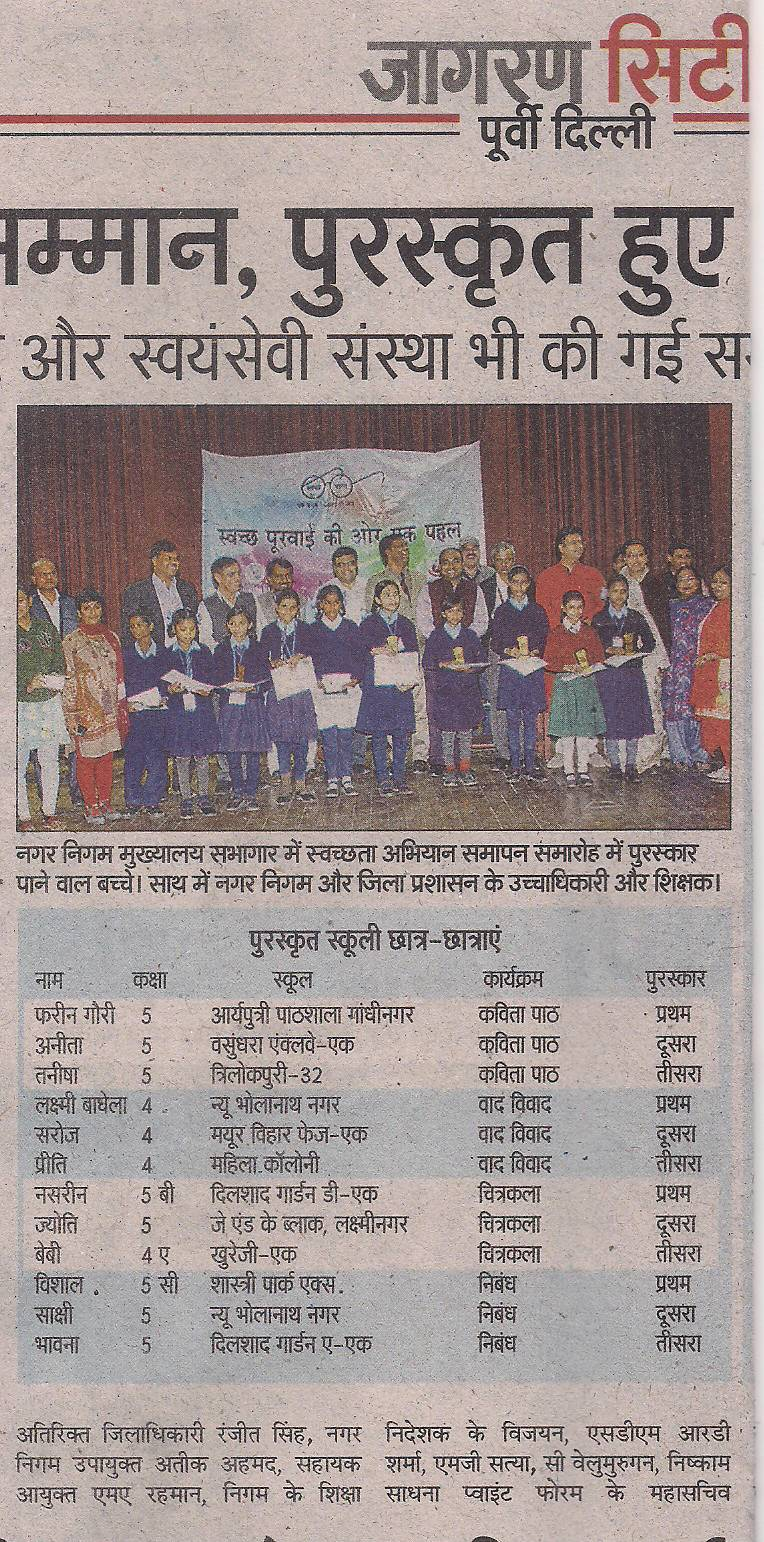 जागरण सिटी
पूर्वी दिल्ली
सम्मान, पुरस्कृत हुए
और स्वयंसेवी संस्था भी की गई
स्वच्छ पूरवाई की ओर एक पहल
नगर निगम मुख्यालय सभागार में स्वच्छता अभियान समापन समारोह में पुरस्कार
पाने वाल बच्चे। साथ में नगर निगम और जिला प्रशासन के उच्चाधिकारी और शिक्षक।
पुरस्कृत स्कूली छात्र-छात्राएं
नाम कक्षा स्कूल कार्यक्रम पुरस्कार
फरीन गौरी 5 आर्यपुत्री पाठशाला गांधीनगर कविता पाठ प्रथम
अनीता 5 वसुंधरा एंक्लवे-एक कविता पाठ दूसरा
तनीषा 5 त्रिलोकपुरी-32 कविता पाठ तीसरा
लक्ष्मी बाघेला 4 न्यू भोलानाथ नगर वाद विवाद प्रथम
सरोज 4 मयूर विहार फेज-एक वाद विवाद दूसरा
प्रीति 4 महिला कॉलोनी वाद विवाद तीसरा
नसरीन 5 बी दिलशाद गार्डन डी-एक चित्रकला प्रथम
ज्योति 5 जे एंड के ब्लाक, लक्ष्मीनगर चित्रकला दूसरा
बेबी 4 ए खुरेजी-एक चित्रकला तीसरा
विशाल 5 सी शास्त्री पार्क एक्स. निबंध प्रथम
साक्षी 5 न्यू भोलानाथ नगर निबंध दूसरा
भावना 5 दिलशाद गार्डन ए-एक निबंध तीसरा
अतिरिक्त जिलाधिकारी रंजीत सिंह, नगर
निगम उपायुक्त अतीक अहमद, सहायक
आयुक्त एमए रहमान, निगम के शिक्षा
निदेशक के विजयन, एसडीएम आरडी
शर्मा, एमजी सत्या, सी वेलुमुरुगन, निष्काम
साधना प्वाइंट फोरम के महासचिव